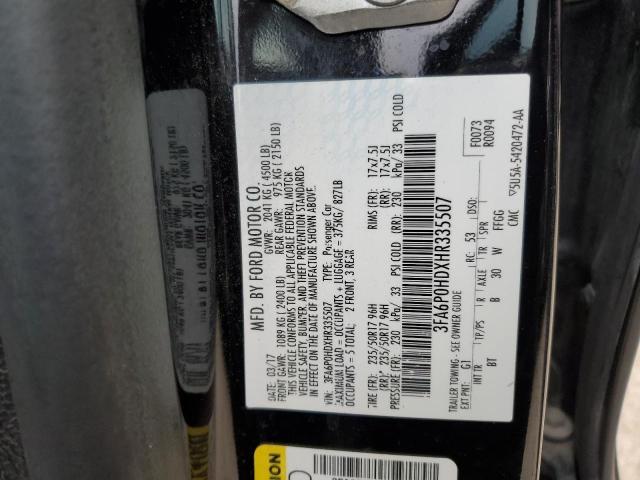 MFD. BY FORD MOTOR CO.
DATE: 03/17 GVWR: 2041 KG ( 4500 LB)
FRONT GAWR: 1089 KG ( 2400 LB) REAR GAWR: 975 KG ( 2150 LB)
THIS VEHICLE CONFORMS TO ALL APPLICABLE FEDERAL MOTOR
VEHICLE SAFETY, BUMPER, AND THEFT PREVENTION STANDARDS
IN EFFECT ON THE DATE OF MANUFACTURE SHOWN ABOVE.
VIN: 3FA6P0HDXHR335507 TYPE: Passenger Car
MAXIMUM LOAD = OCCUPANTS + LUGGAGE = 375KG/ 827LB
OCCUPANTS = 5 TOTAL: 2 FRONT, 3 REAR
TIRE (FR): 235/50R17 96H RIMS (FR): 17x7.5J
(RR): 235/50R17 96H (RR): 17x7.5J
PRESSURE (FR): 230 kPa/ 33 PSI COLD (RR): 230 kPa/ 33 PSI COLD
3FA6P0HDXHR335507
TRAILER TOWING - SEE OWNER GUIDE F0073
R0094
EXT PNT: G1 RC: 53 DSO:
INT TR TP/PS R AXLE TR SPR
BT B 30 W FFGG
CMC 5U5A-5420472-AA